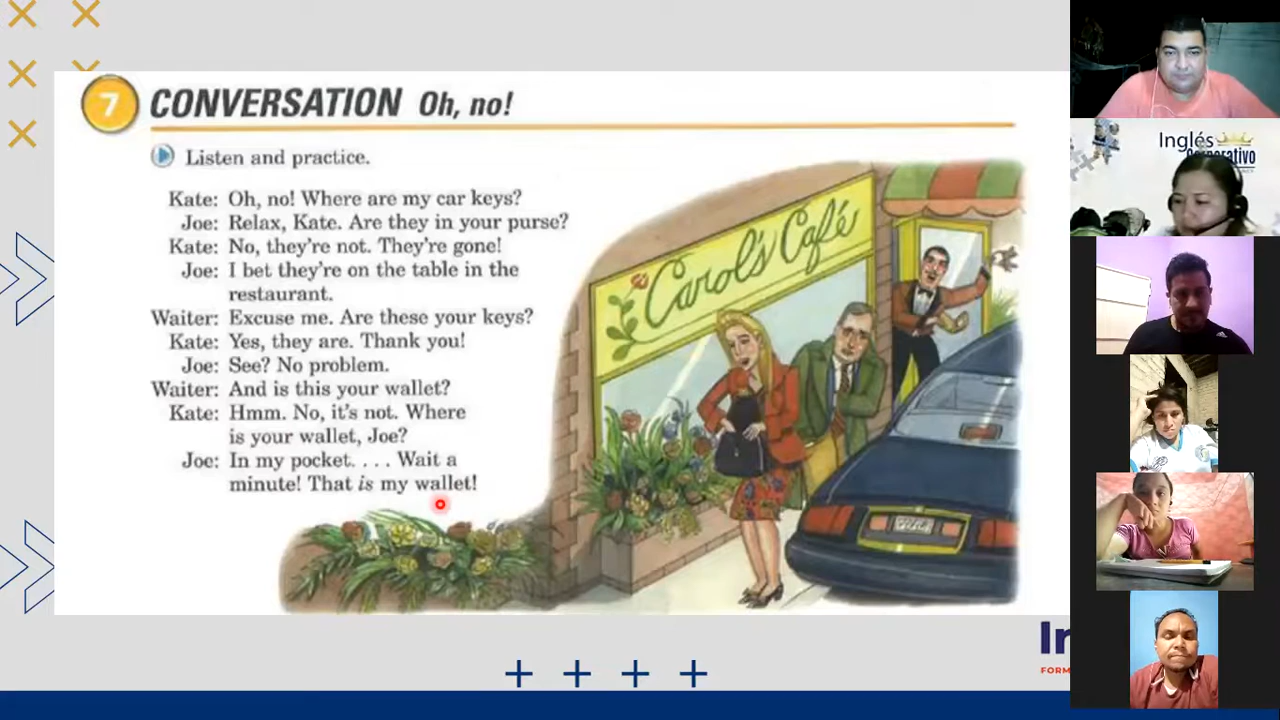 7 CONVERSATION Oh, no!
Listen and practice.
Kate: Oh, no! Where are my car keys?
Joe: Relax, Kate. Are they in your purse?
Kate: No, they're not. They're gone!
Joe: I bet they're on the table in the
restaurant.
Waiter: Excuse me. Are these your keys?
Kate: Yes, they are. Thank you!
Joe: See? No problem.
Waiter: And is this your wallet?
Kate: Hmm. No, it's not. Where
is your wallet, Joe?
Joe: In my pocket. . . . Wait a
minute! That is my wallet!
Carol's Café
Inglés
Corporativo
In
FORM